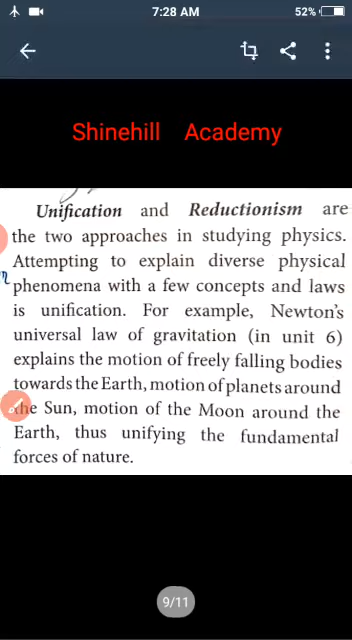 7:28 AM
52%
Shinehill Academy
Unification and Reductionism are
the two approaches in studying physics.
Attempting to explain diverse physical
phenomena with a few concepts and laws
is unification. For example, Newton's
universal law of gravitation (in unit 6)
explains the motion of freely falling bodies
towards the Earth, motion of planets around
the Sun, motion of the Moon around the
Earth, thus unifying the fundamental
forces of nature.
9/11